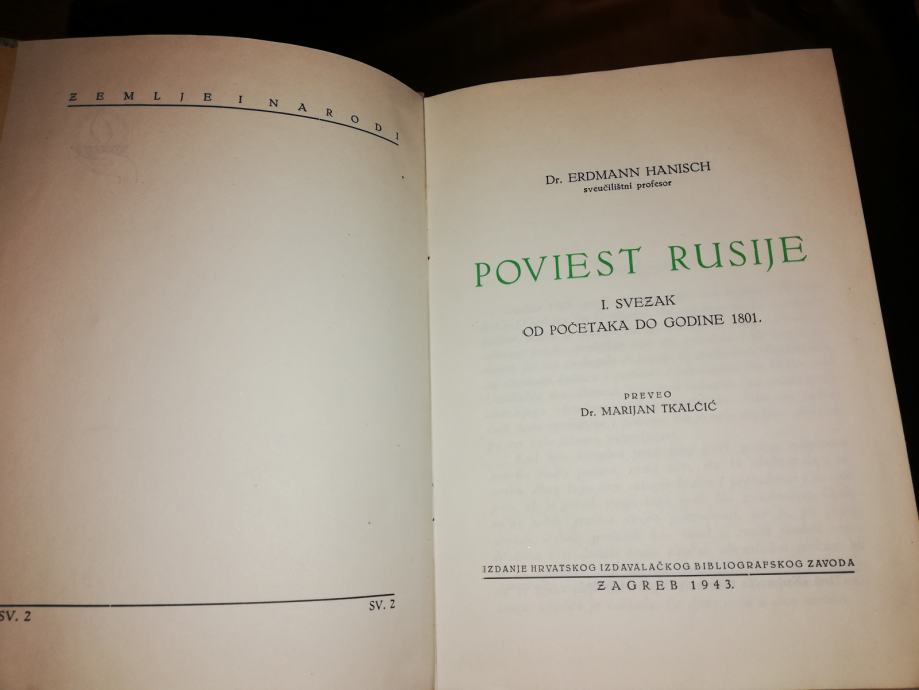 ZEMLJE I NARODI
SV. 2
SV. 2
Dr. ERDMANN HANISCH
sveučilištni profesor
POVIEST RUSIJE
I. SVEZAK
OD POČETAKA DO GODINE 1801.
PREVEO
Dr. MARIJAN TKALČIĆ
IZDANJE HRVATSKOG IZDAVALAČKOG BIBLIOGRAFSKOG ZAVODA
ZAGREB 1943.